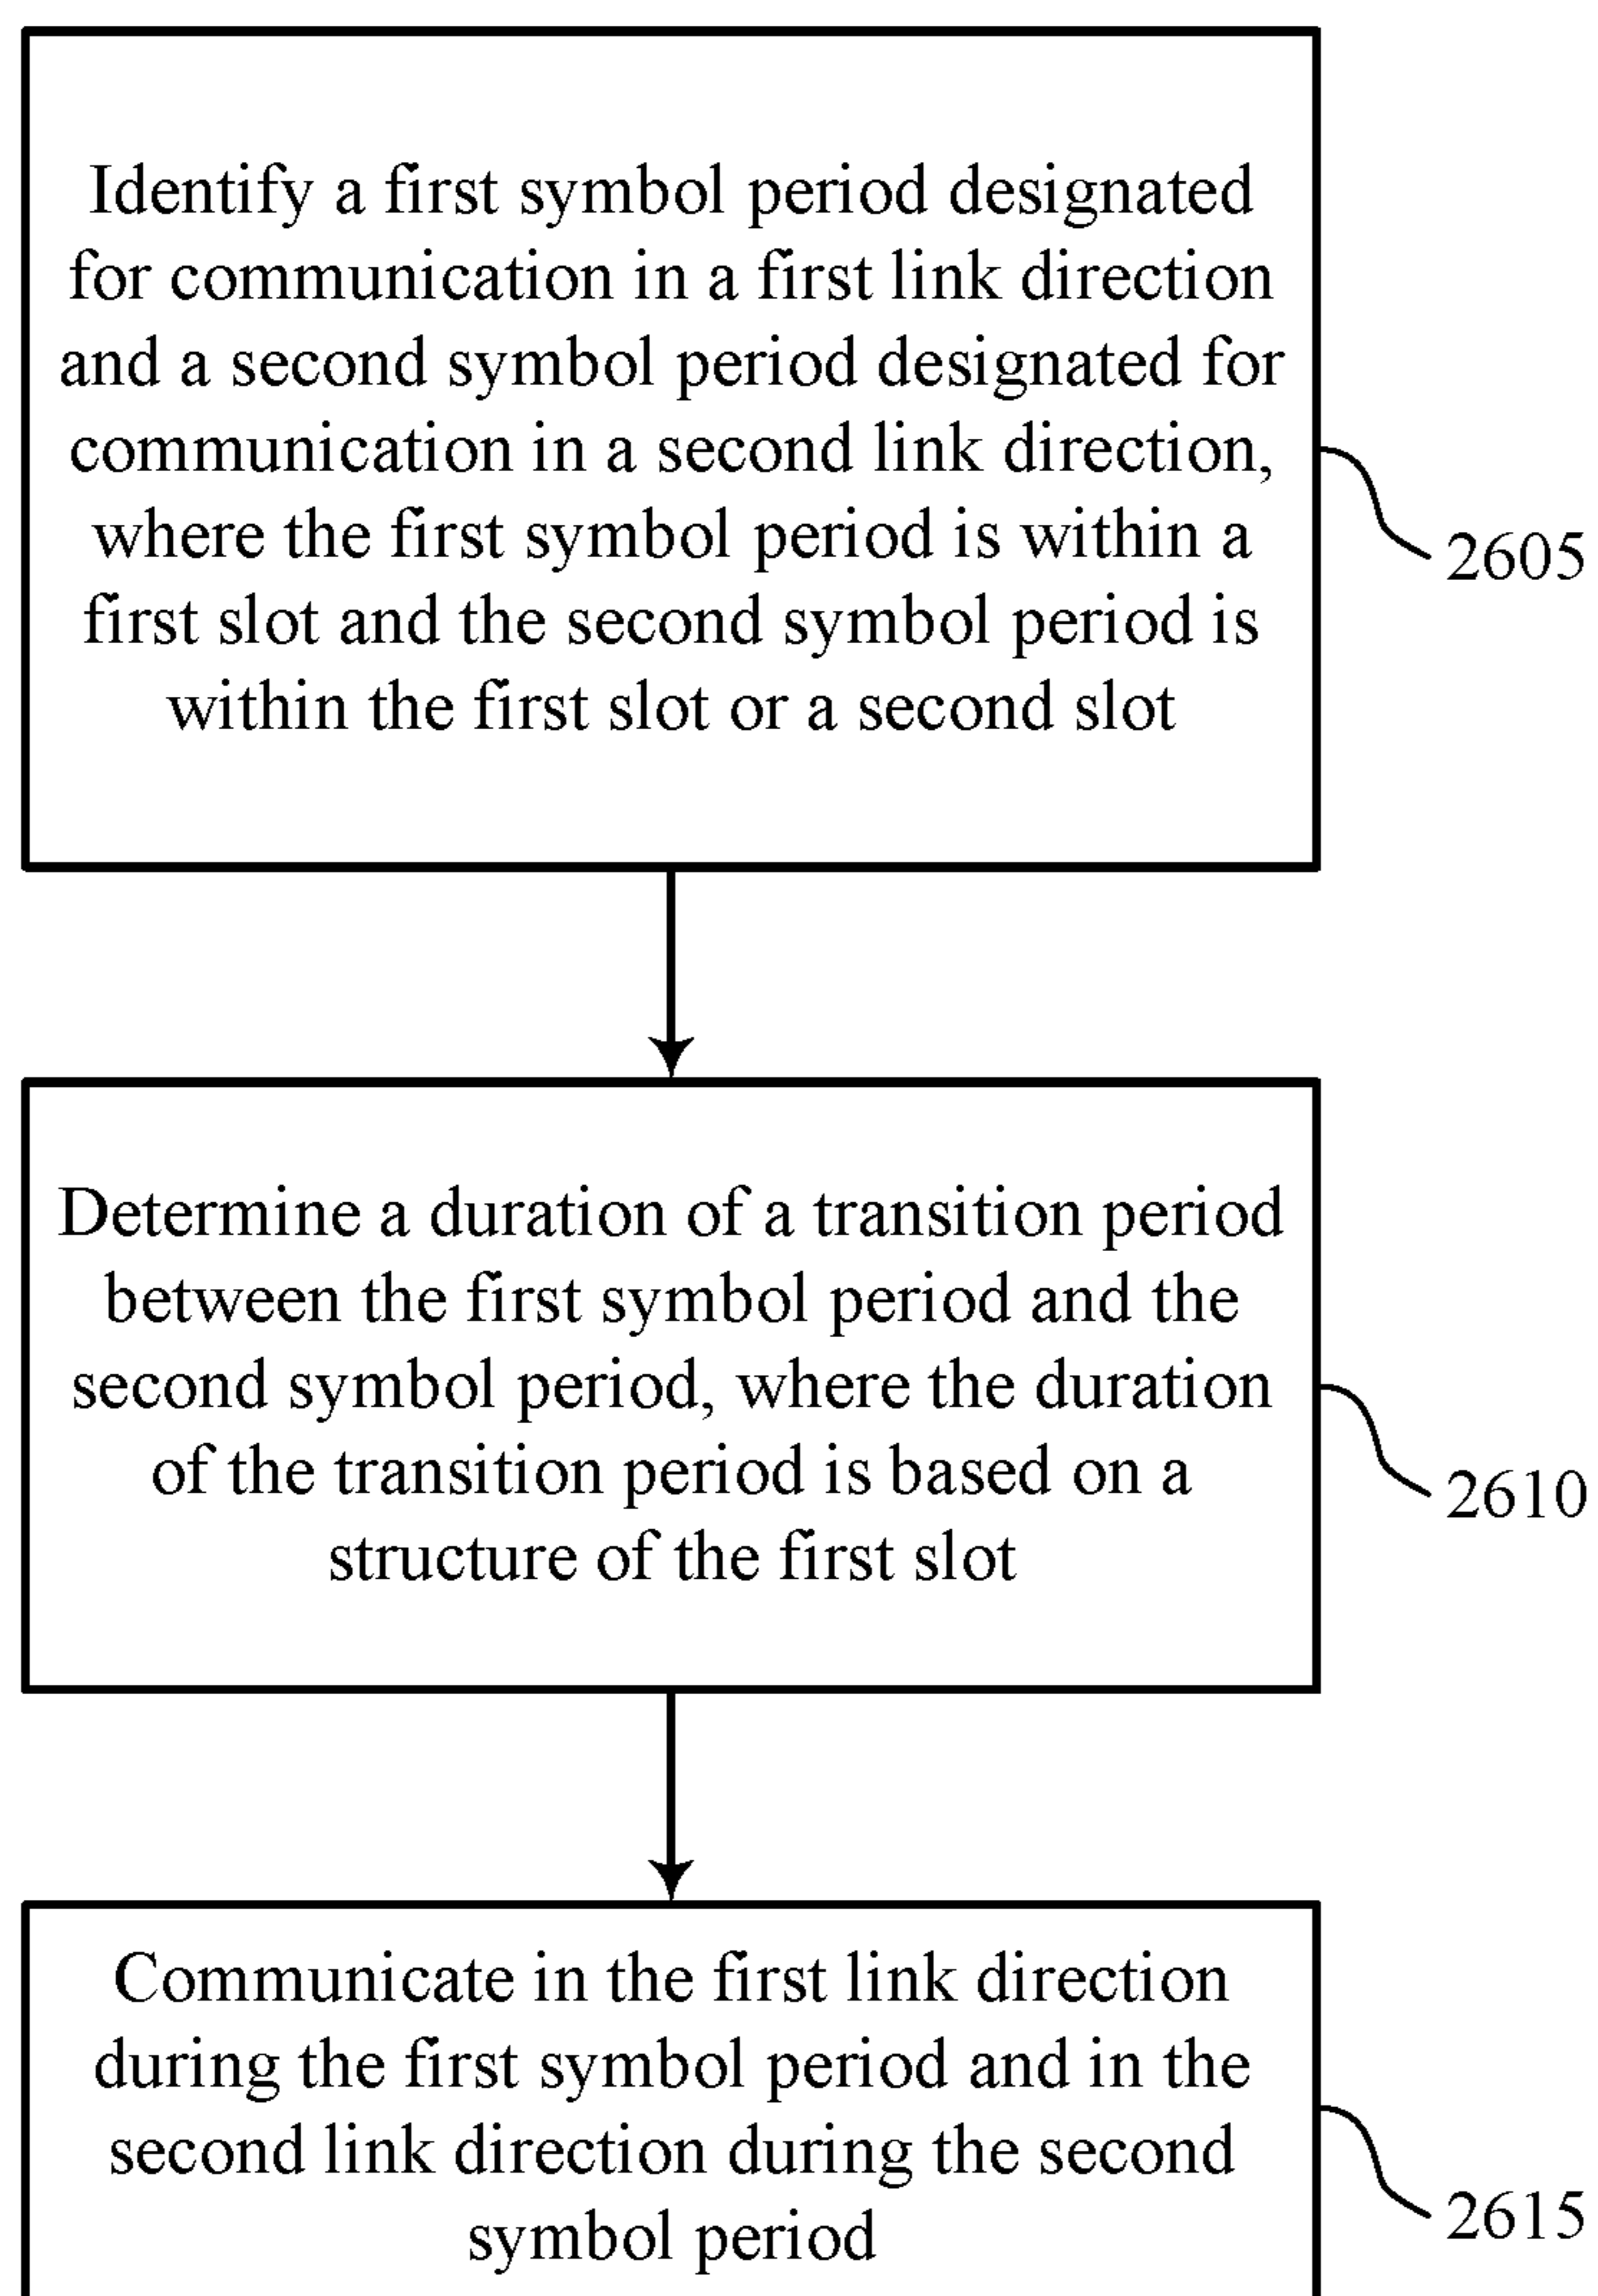 Identify a first symbol period designated
for communication in a first link direction
and a second symbol period designated for
communication in a second link direction,
where the first symbol period is within a
first slot and the second symbol period is
within the first slot or a second slot
2605
Determine a duration of a transition period
between the first symbol period and the
second symbol period, where the duration
of the transition period is based on a
structure of the first slot
2610
Communicate in the first link direction
during the first symbol period and in the
second link direction during the second
symbol period
2615